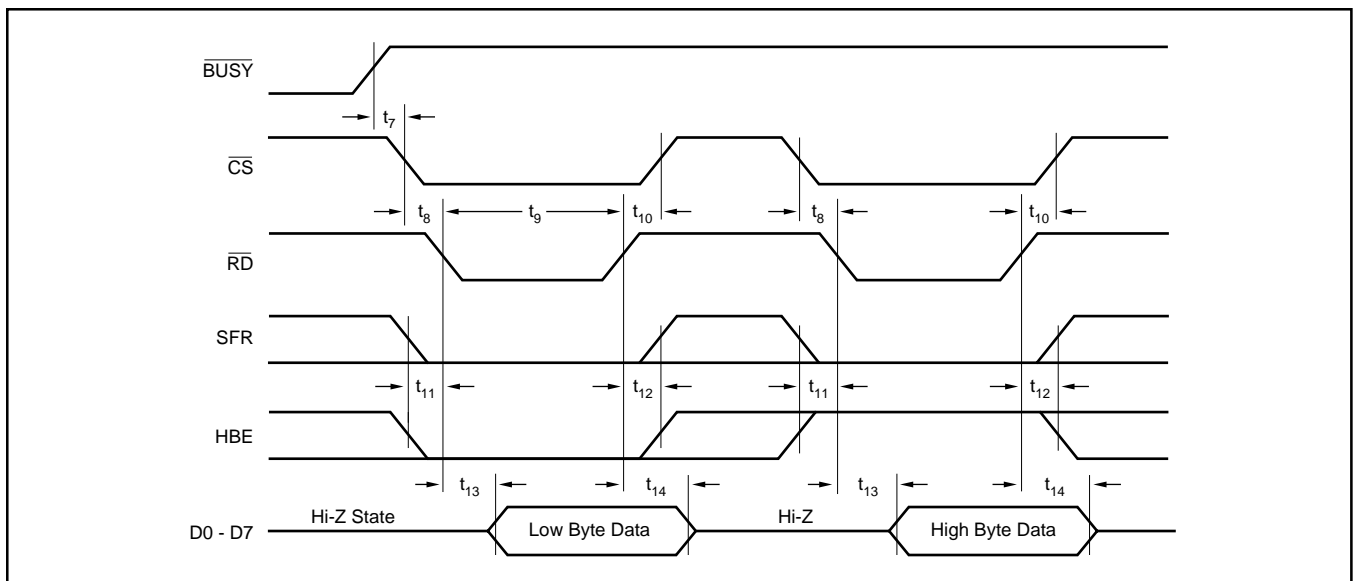 BUSY
t7
CS
t8 t9 t10 t8 t10
RD
SFR
t11 t12 t11 t12
HBE
t13 t14 t13 t14
D0 - D7 Hi-Z State Low Byte Data Hi-Z High Byte Data